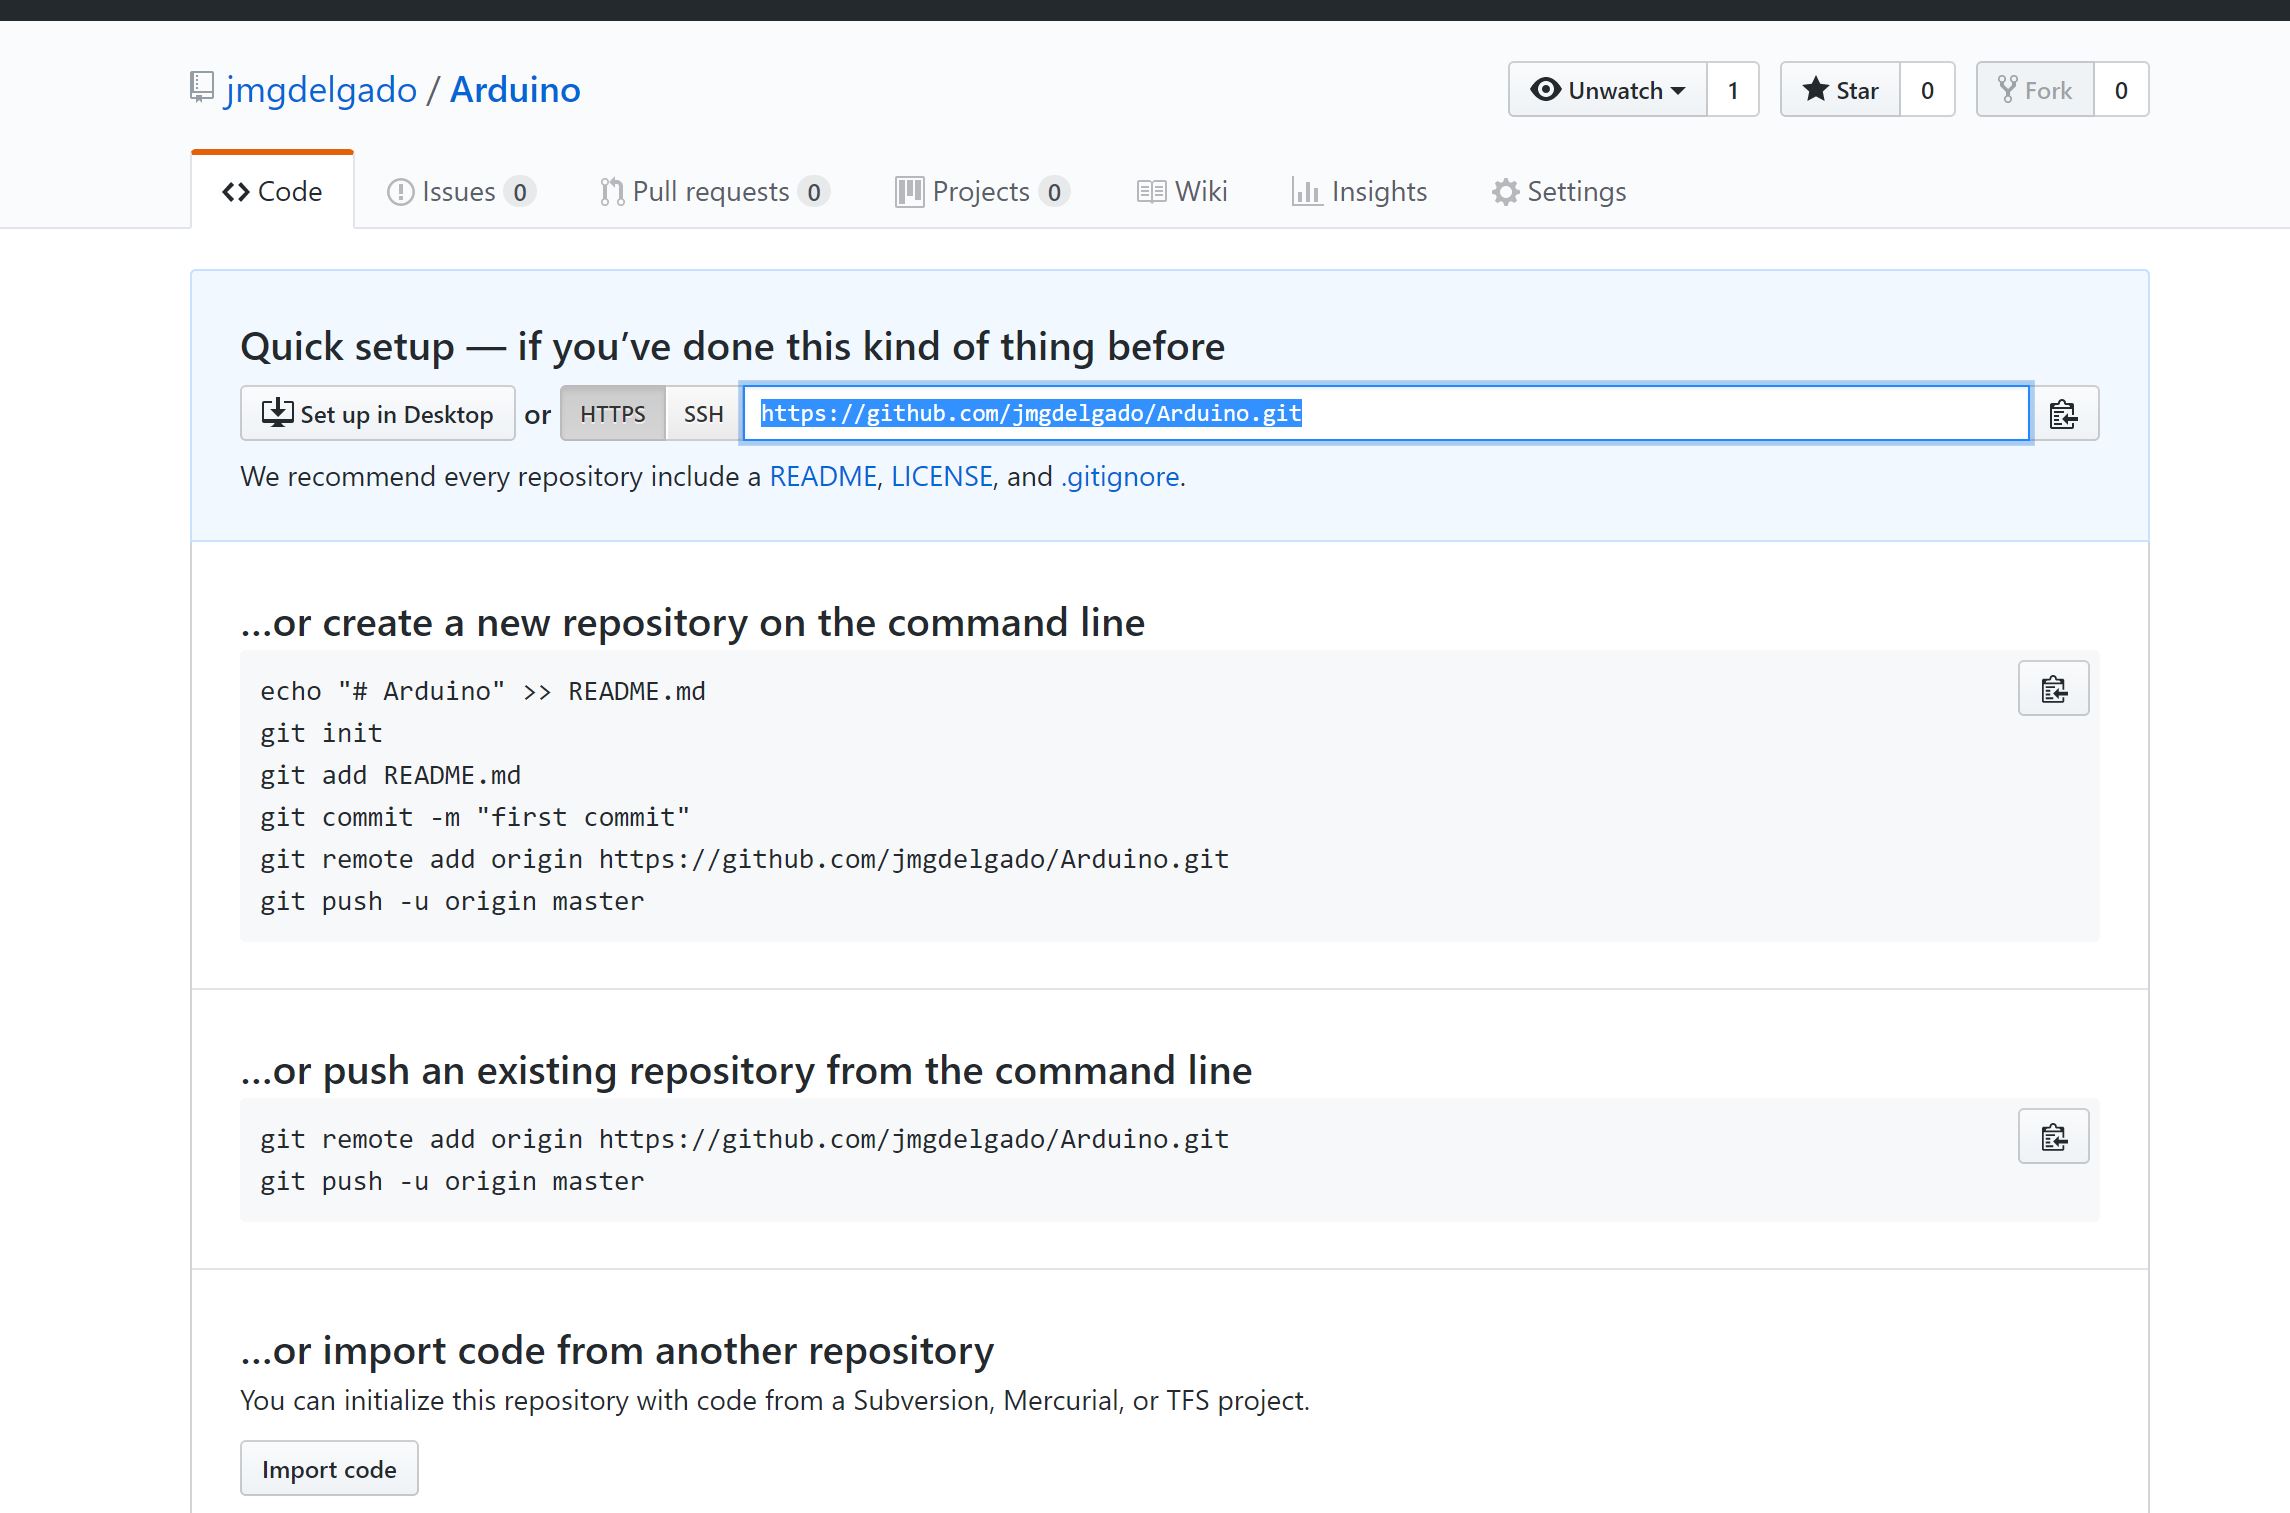 jmgdelgado / Arduino
Unwatch 1 Star 0 Fork 0
Code Issues 0 Pull requests 0 Projects 0 Wiki Insights Settings
Quick setup — if you’ve done this kind of thing before
Set up in Desktop or HTTPS SSH https://github.com/jmgdelgado/Arduino.git
We recommend every repository include a README, LICENSE, and .gitignore.
…or create a new repository on the command line
echo "# Arduino" >> README.md
git init
git add README.md
git commit -m "first commit"
git remote add origin https://github.com/jmgdelgado/Arduino.git
git push -u origin master
…or push an existing repository from the command line
git remote add origin https://github.com/jmgdelgado/Arduino.git
git push -u origin master
…or import code from another repository
You can initialize this repository with code from a Subversion, Mercurial, or TFS project.
Import code